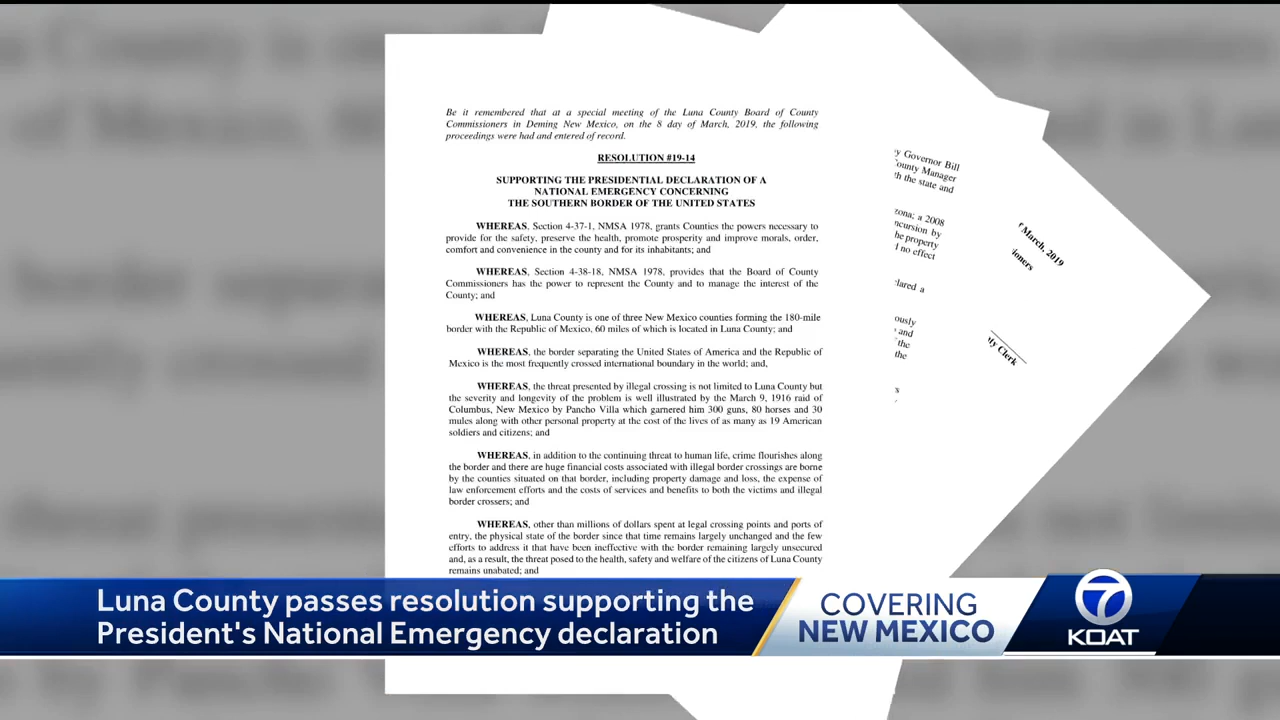 Be it remembered that at a special meeting of the Luna County Board of County
Commissioners in Deming New Mexico, on the 8 day of March, 2019, the following
proceedings were had and entered of record.
RESOLUTION #19-14
SUPPORTING THE PRESIDENTIAL DECLARATION OF A
NATIONAL EMERGENCY CONCERNING
THE SOUTHERN BORDER OF THE UNITED STATES
WHEREAS, Section 4-37-1, NMSA 1978, grants Counties the powers necessary to
provide for the safety, preserve the health, promote prosperity and improve morals, order,
comfort and convenience in the county and for its inhabitants; and
WHEREAS, Section 4-38-18, NMSA 1978, provides that the Board of County
Commissioners has the power to represent the County and to manage the interest of the
County; and
WHEREAS, Luna County is one of three New Mexico counties forming the 180-mile
border with the Republic of Mexico, 60 miles of which is located in Luna County; and
WHEREAS, the border separating the United States of America and the Republic of
Mexico is the most frequently crossed international boundary in the world; and,
WHEREAS, the threat presented by illegal crossing is not limited to Luna County but
the severity and longevity of the problem is well illustrated by the March 9, 1916 raid of
Columbus, New Mexico by Pancho Villa which garnered him 300 guns, 80 horses and 30
mules along with other personal property at the cost of the lives of as many as 19 American
soldiers and citizens; and
WHEREAS, in addition to the continuing threat to human life, crime flourishes along
the border and there are huge financial costs associated with illegal border crossings are borne
by the counties situated on that border, including property damage and loss, the expense of
law enforcement efforts and the costs of services and benefits to both the victims and illegal
border crossers; and
WHEREAS, other than millions of dollars spent at legal crossing points and ports of
entry, the physical state of the border since that time remains largely unchanged and the few
efforts to address it that have been ineffective with the border remaining largely unsecured
and, as a result, the threat posed to the health, safety and welfare of the citizens of Luna County
remains unabated; and
Governor Bill
County Manager
the state and
a 2008
by
property
no effect
a
and
the
the
March, 2019
Clerk
Luna County passes resolution supporting the
President's National Emergency declaration
COVERING
NEW MEXICO
7
KOAT